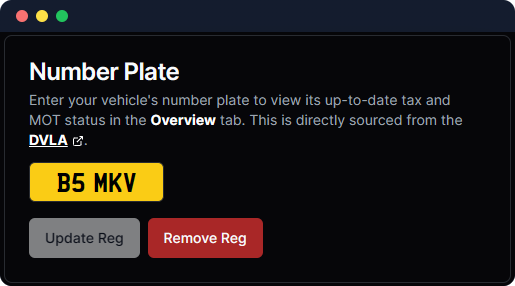 Number Plate
Enter your vehicle's number plate to view its up-to-date tax and
MOT status in the Overview tab. This is directly sourced from the
DVLA.
B5 MKV
Update Reg Remove Reg